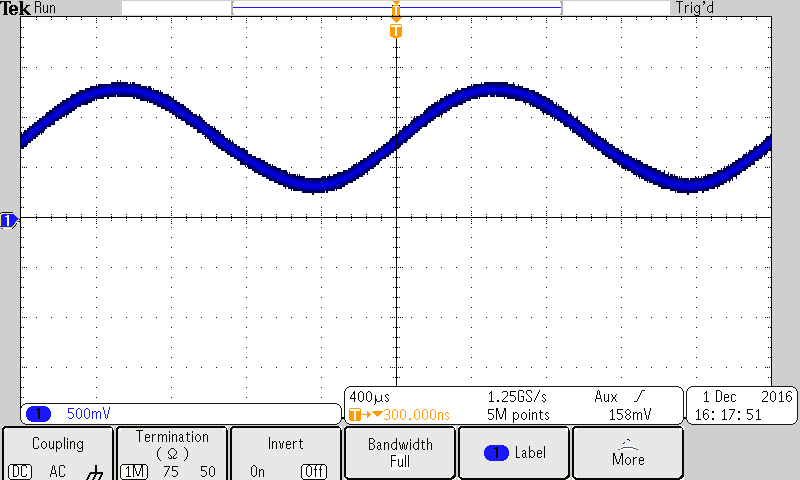 Tek Run Trig'd
T
T
1
1 500mV
400µs 1.25GS/s Aux
T 300.000ns 5M points 158mV
1 Dec 2016
16:17:51
Coupling
DC AC
Termination
(Ω)
1M 75 50
Invert
On Off
Bandwidth
Full
1 Label
More